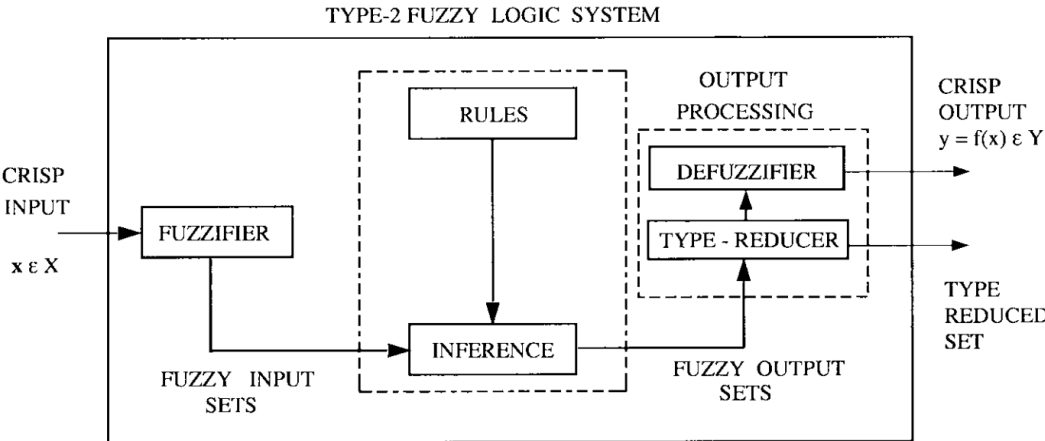 TYPE-2 FUZZY LOGIC SYSTEM
OUTPUT
PROCESSING
RULES
CRISP
OUTPUT
y = f(x) ε Y
DEFUZZIFIER
CRISP
INPUT
FUZZIFIER
TYPE - REDUCER
x ε X
TYPE
REDUCED
SET
INFERENCE
FUZZY INPUT
SETS
FUZZY OUTPUT
SETS